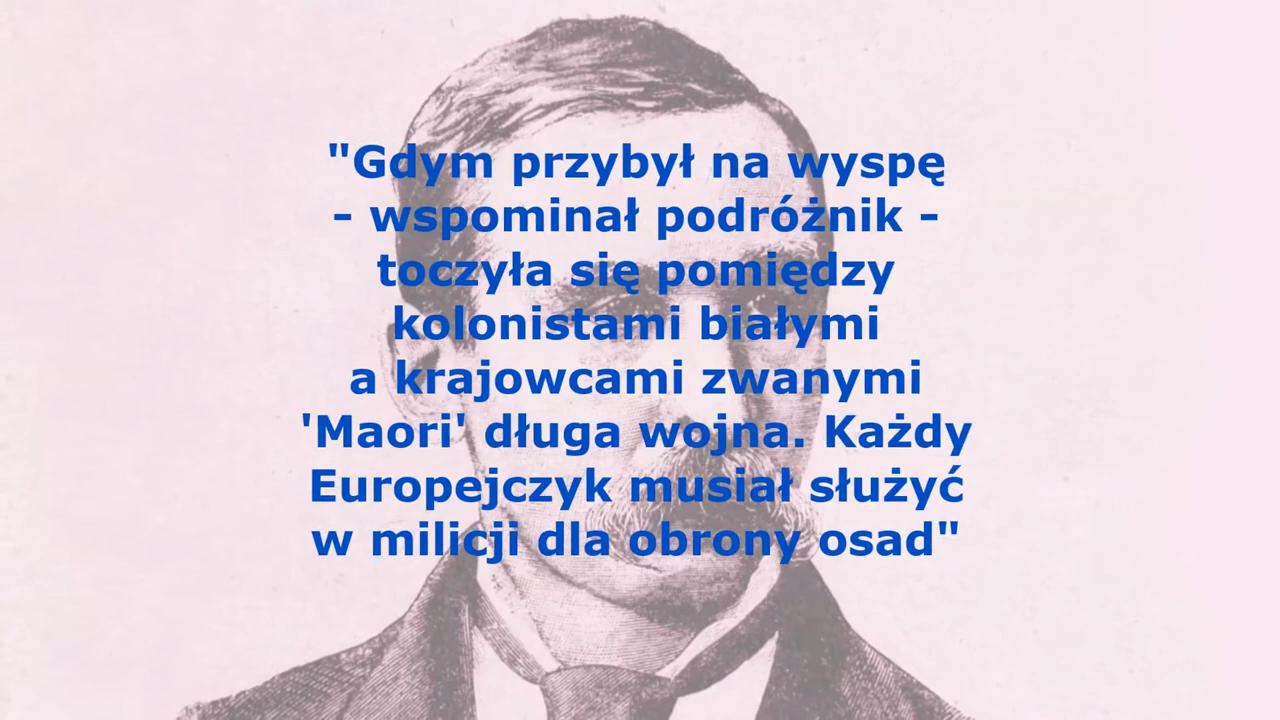 "Gdym przybył na wyspę
- wspominał podróżnik -
toczyła się pomiędzy
kolonistami białymi
a krajowcami zwanymi
'Maori' długa wojna. Każdy
Europejczyk musiał służyć
w milicji dla obrony osad"